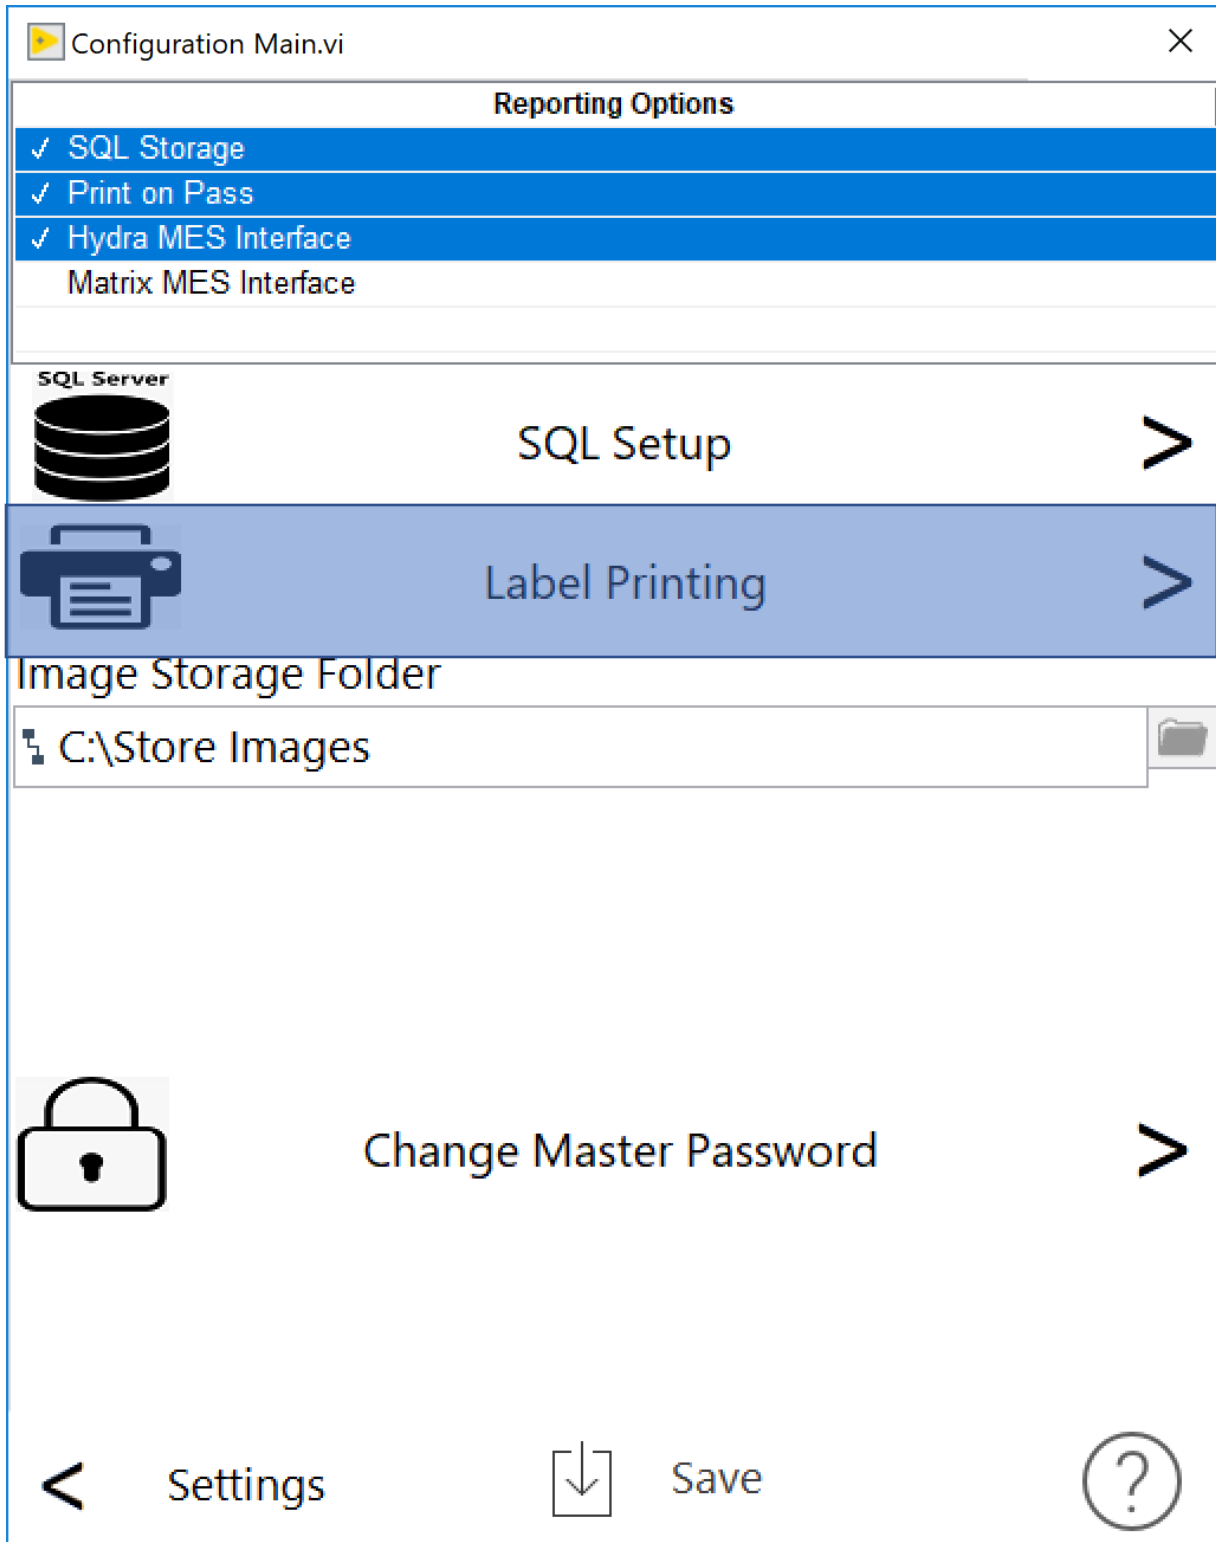 Configuration Main.vi
Reporting Options
✓ SQL Storage
✓ Print on Pass
✓ Hydra MES Interface
Matrix MES Interface
SQL Server
SQL Setup >
Label Printing >
Image Storage Folder
C:\Store Images
Change Master Password >
< Settings Save ?